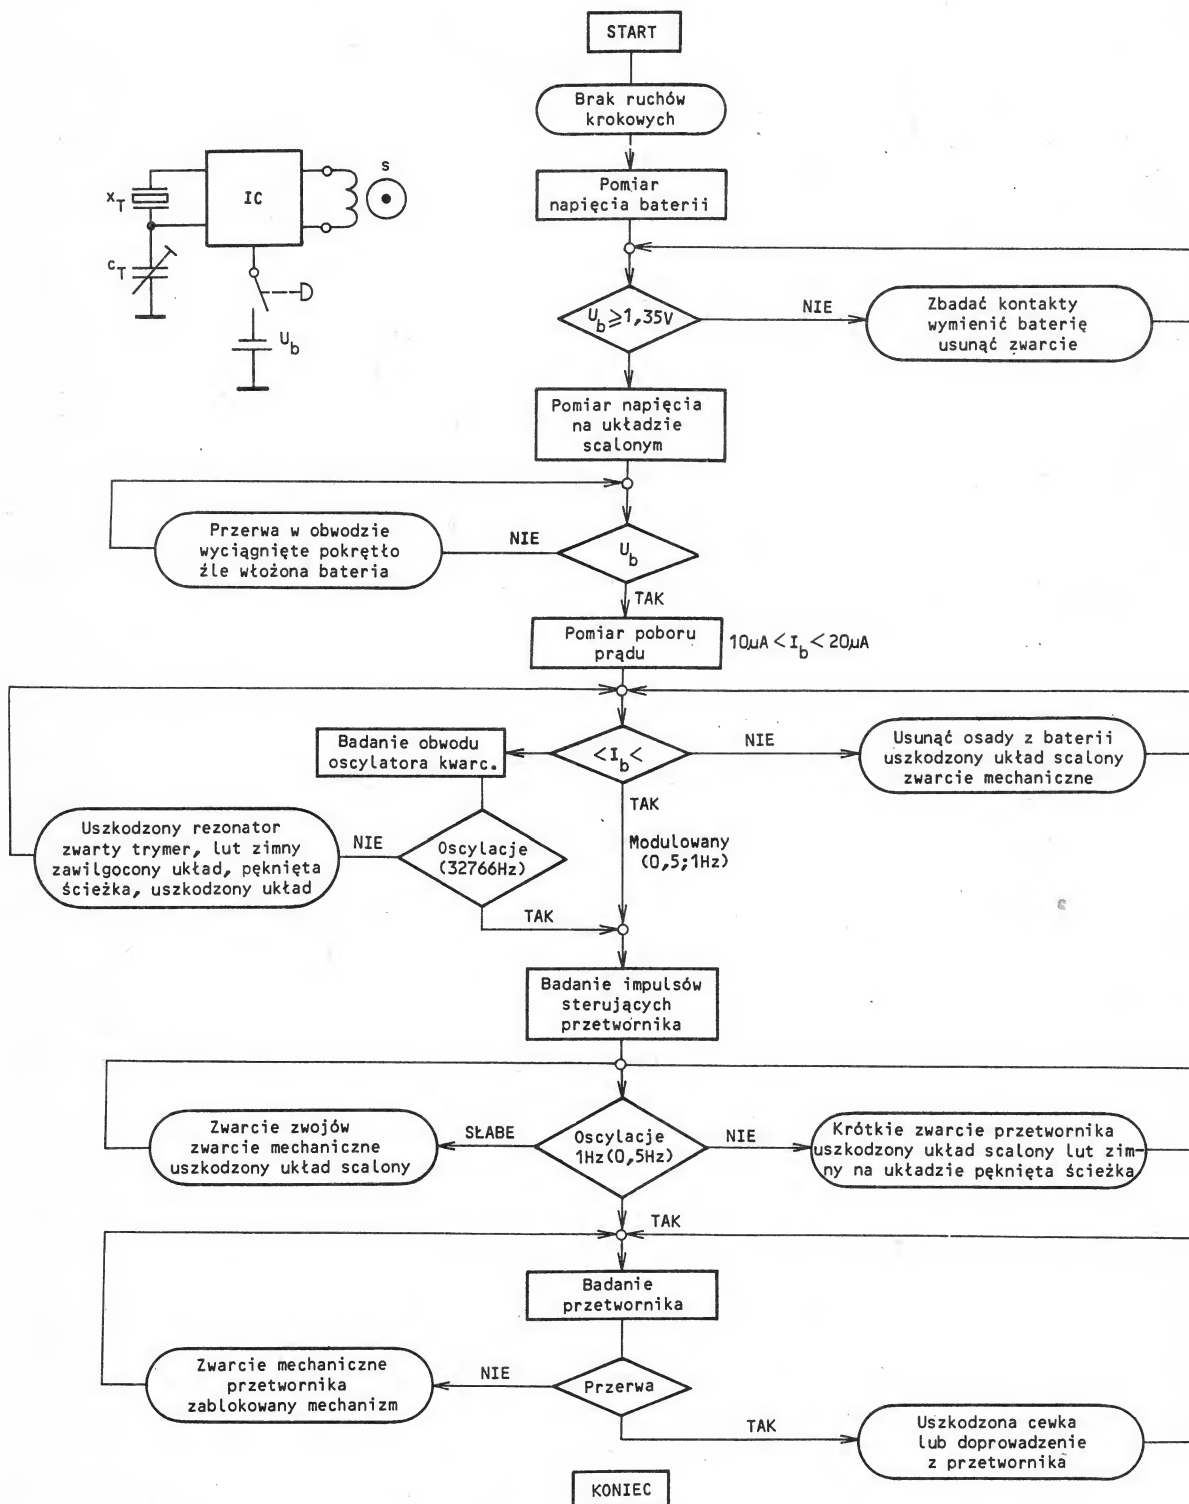 START
Brak ruchów
krokowych
Pomiar
napięcia baterii
S
X_T
IC
C_T
U_b
U_b ≥ 1,35V
NIE
Zbadać kontakty
wymienić baterię
usunąć zwarcie
Pomiar napięcia
na układzie
scalonym
Przerwa w obwodzie
wyciągnięte pokrętło
źle włożona bateria
NIE
U_b
TAK
Pomiar poboru
prądu
10μA < I_b < 20μA
Badanie obwodu
oscylatora kwarc.
< I_b <
NIE
Usunąć osady z baterii
uszkodzony układ scalony
zwarcie mechaniczne
TAK
Modulowany
(0,5;1Hz)
Uszkodzony rezonator
zwarty trymer, lut zimny
zawilgocony układ, pęknięta
ścieżka, uszkodzony układ
NIE
Oscylacje
(32766Hz)
TAK
Badanie impulsów
sterujących
przetwornika
Zwarcie zwojów
zwarcie mechaniczne
uszkodzony układ scalony
SŁABE
Oscylacje
1Hz(0,5Hz)
NIE
Krótkie zwarcie przetwornika
uszkodzony układ scalony lut zim-
ny na układzie pęknięta ścieżka
TAK
Badanie
przetwornika
Zwarcie mechaniczne
przetwornika
zablokowany mechanizm
NIE
Przerwa
TAK
Uszkodzona cewka
lub doprowadzenie
z przetwornika
KONIEC